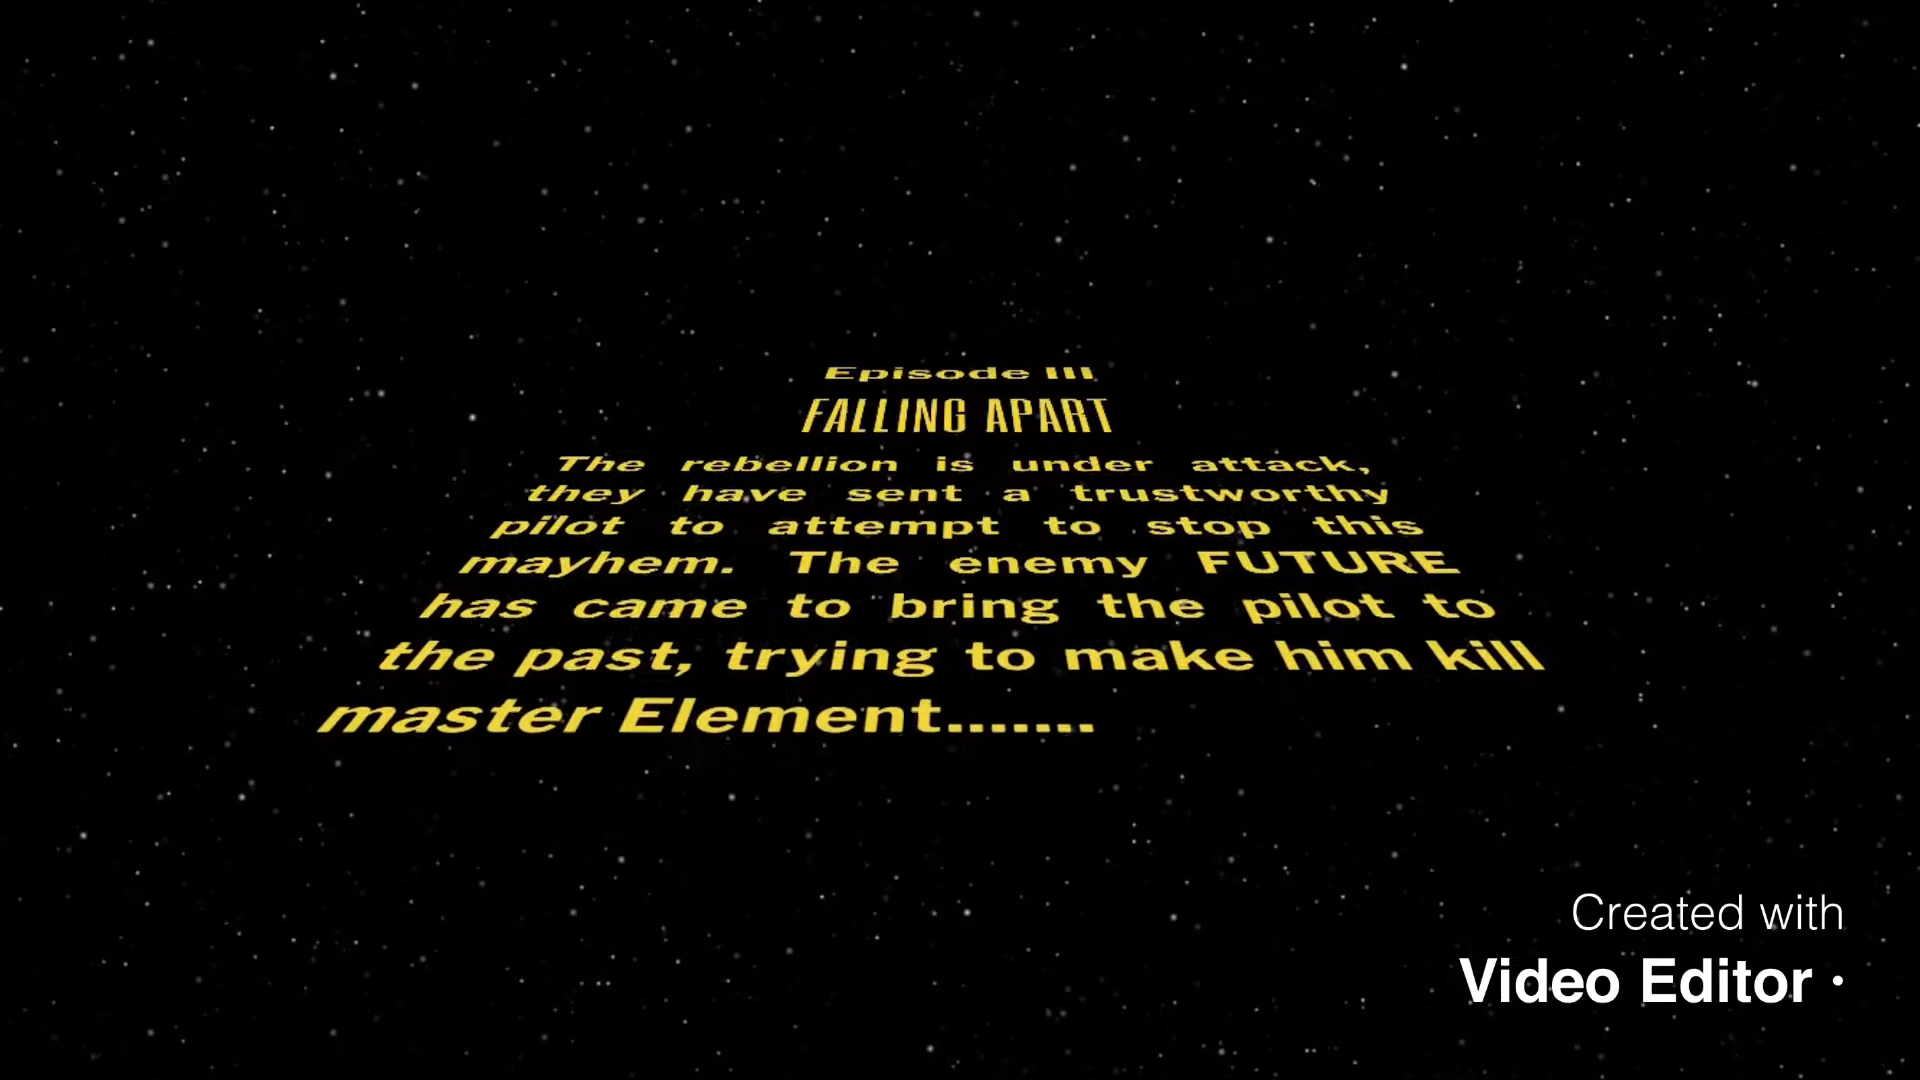 Episode III
FALLING APART
The rebellion is under attack,
they have sent a trustworthy
pilot to attempt to stop this
mayhem. The enemy FUTURE
has came to bring the pilot to
the past, trying to make him kill
master Element.......
Created with
Video Editor ·